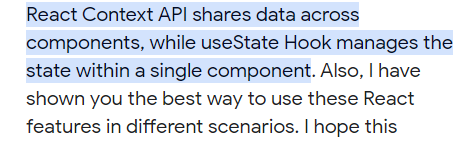 React Context API shares data across
components, while useState Hook manages the
state within a single component. Also, I have
shown you the best way to use these React
features in different scenarios. I hope this